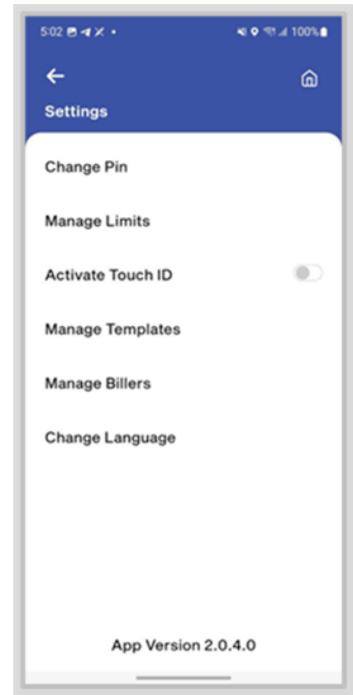 5:02
100%
Settings
Change Pin
Manage Limits
Activate Touch ID
Manage Templates
Manage Billers
Change Language
App Version 2.0.4.0